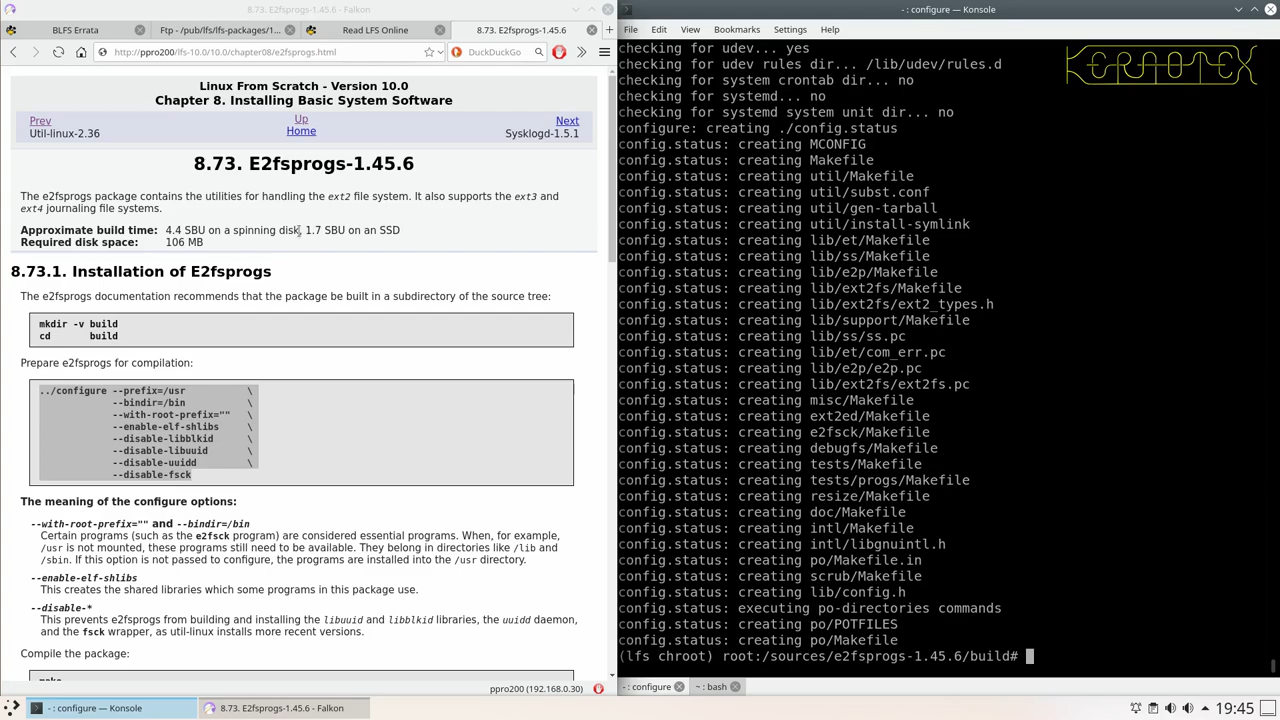 8.73. E2fsprogs-1.45.6 - Falkon
BLFS Errata
Ftp - /pub/lfs/lfs-packages/1...
Read LFS Online
8.73. E2fsprogs-1.45.6
http://ppro200/lfs-10.0/10.0/chapter08/e2fsprogs.html
DuckDuckGo
Linux From Scratch - Version 10.0
Chapter 8. Installing Basic System Software
Prev Up Next
Util-linux-2.36 Home Sysklogd-1.5.1
8.73. E2fsprogs-1.45.6
The e2fsprogs package contains the utilities for handling the ext2 file system. It also supports the ext3 and
ext4 journaling file systems.
Approximate build time: 4.4 SBU on a spinning disk, 1.7 SBU on an SSD
Required disk space: 106 MB
8.73.1. Installation of E2fsprogs
The e2fsprogs documentation recommends that the package be built in a subdirectory of the source tree:
mkdir -v build
cd build
Prepare e2fsprogs for compilation:
../configure --prefix=/usr \
--bindir=/bin \
--with-root-prefix="" \
--enable-elf-shlibs \
--disable-libblkid \
--disable-libuuid \
--disable-uuidd \
--disable-fsck
The meaning of the configure options:
--with-root-prefix="" and --bindir=/bin
Certain programs (such as the e2fsck program) are considered essential programs. When, for example,
/usr is not mounted, these programs still need to be available. They belong in directories like /lib and
/sbin. If this option is not passed to configure, the programs are installed into the /usr directory.
--enable-elf-shlibs
This creates the shared libraries which some programs in this package use.
--disable-*
This prevents e2fsprogs from building and installing the libuuid and libblkid libraries, the uuidd daemon,
and the fsck wrapper, as util-linux installs more recent versions.
Compile the package:
make
ppro200 (192.168.0.30)
- : configure — Konsole
File Edit View Bookmarks Settings Help
KERAOTEX
checking for udev... yes
checking for udev rules dir... /lib/udev/rules.d
checking for system crontab dir... no
checking for systemd... no
checking for systemd system unit dir... no
configure: creating ./config.status
config.status: creating MCONFIG
config.status: creating Makefile
config.status: creating util/Makefile
config.status: creating util/subst.conf
config.status: creating util/gen-tarball
config.status: creating util/install-symlink
config.status: creating lib/et/Makefile
config.status: creating lib/ss/Makefile
config.status: creating lib/e2p/Makefile
config.status: creating lib/ext2fs/Makefile
config.status: creating lib/ext2fs/ext2_types.h
config.status: creating lib/support/Makefile
config.status: creating lib/ss/ss.pc
config.status: creating lib/et/com_err.pc
config.status: creating lib/e2p/e2p.pc
config.status: creating lib/ext2fs/ext2fs.pc
config.status: creating misc/Makefile
config.status: creating ext2ed/Makefile
config.status: creating e2fsck/Makefile
config.status: creating debugfs/Makefile
config.status: creating tests/Makefile
config.status: creating tests/progs/Makefile
config.status: creating resize/Makefile
config.status: creating doc/Makefile
config.status: creating intl/Makefile
config.status: creating intl/libgnuintl.h
config.status: creating po/Makefile.in
config.status: creating scrub/Makefile
config.status: creating lib/config.h
config.status: executing po-directories commands
config.status: creating po/POTFILES
config.status: creating po/Makefile
(lfs chroot) root:/sources/e2fsprogs-1.45.6/build#
- : configure
~ : bash
- : configure — Konsole
8.73. E2fsprogs-1.45.6 - Falkon
19:45